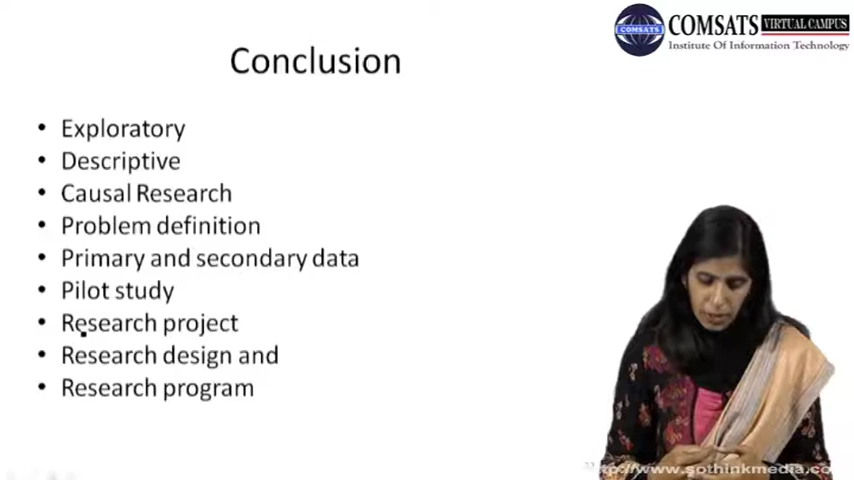 Conclusion
• Exploratory
• Descriptive
• Causal Research
• Problem definition
• Primary and secondary data
• Pilot study
• Research project
• Research design and
• Research program
COMSATS
COMSATS VIRTUAL CAMPUS
Institute Of Information Technology
http://www.sothinkmedia.co